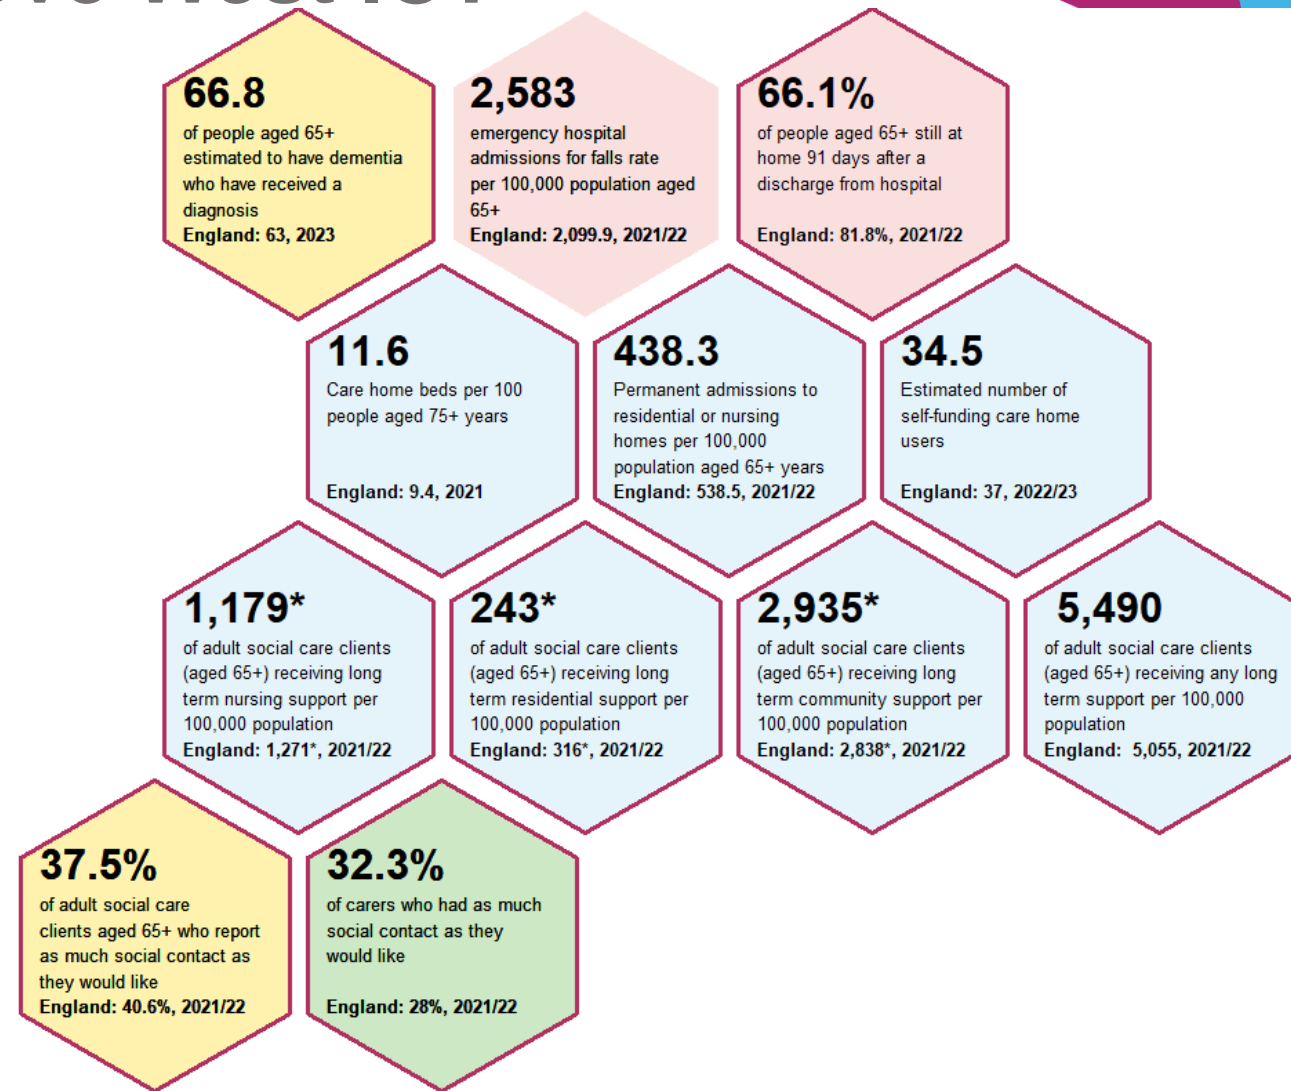 66.8
of people aged 65+
estimated to have dementia
who have received a
diagnosis
England: 63, 2023
2,583
emergency hospital
admissions for falls rate
per 100,000 population aged
65+
England: 2,099.9, 2021/22
66.1%
of people aged 65+ still at
home 91 days after a
discharge from hospital
England: 81.8%, 2021/22
11.6
Care home beds per 100
people aged 75+ years
England: 9.4, 2021
438.3
Permanent admissions to
residential or nursing
homes per 100,000
population aged 65+ years
England: 538.5, 2021/22
34.5
Estimated number of
self-funding care home
users
England: 37, 2022/23
1,179*
of adult social care clients
(aged 65+) receiving long
term nursing support per
100,000 population
England: 1,271*, 2021/22
243*
of adult social care clients
(aged 65+) receiving long
term residential support per
100,000 population
England: 316*, 2021/22
2,935*
of adult social care clients
(aged 65+) receiving long
term community support per
100,000 population
England: 2,838*, 2021/22
5,490
of adult social care clients
(aged 65+) receiving any long
term support per 100,000
population
England: 5,055, 2021/22
37.5%
of adult social care
clients aged 65+ who report
as much social contact as
they would like
England: 40.6%, 2021/22
32.3%
of carers who had as much
social contact as they
would like
England: 28%, 2021/22